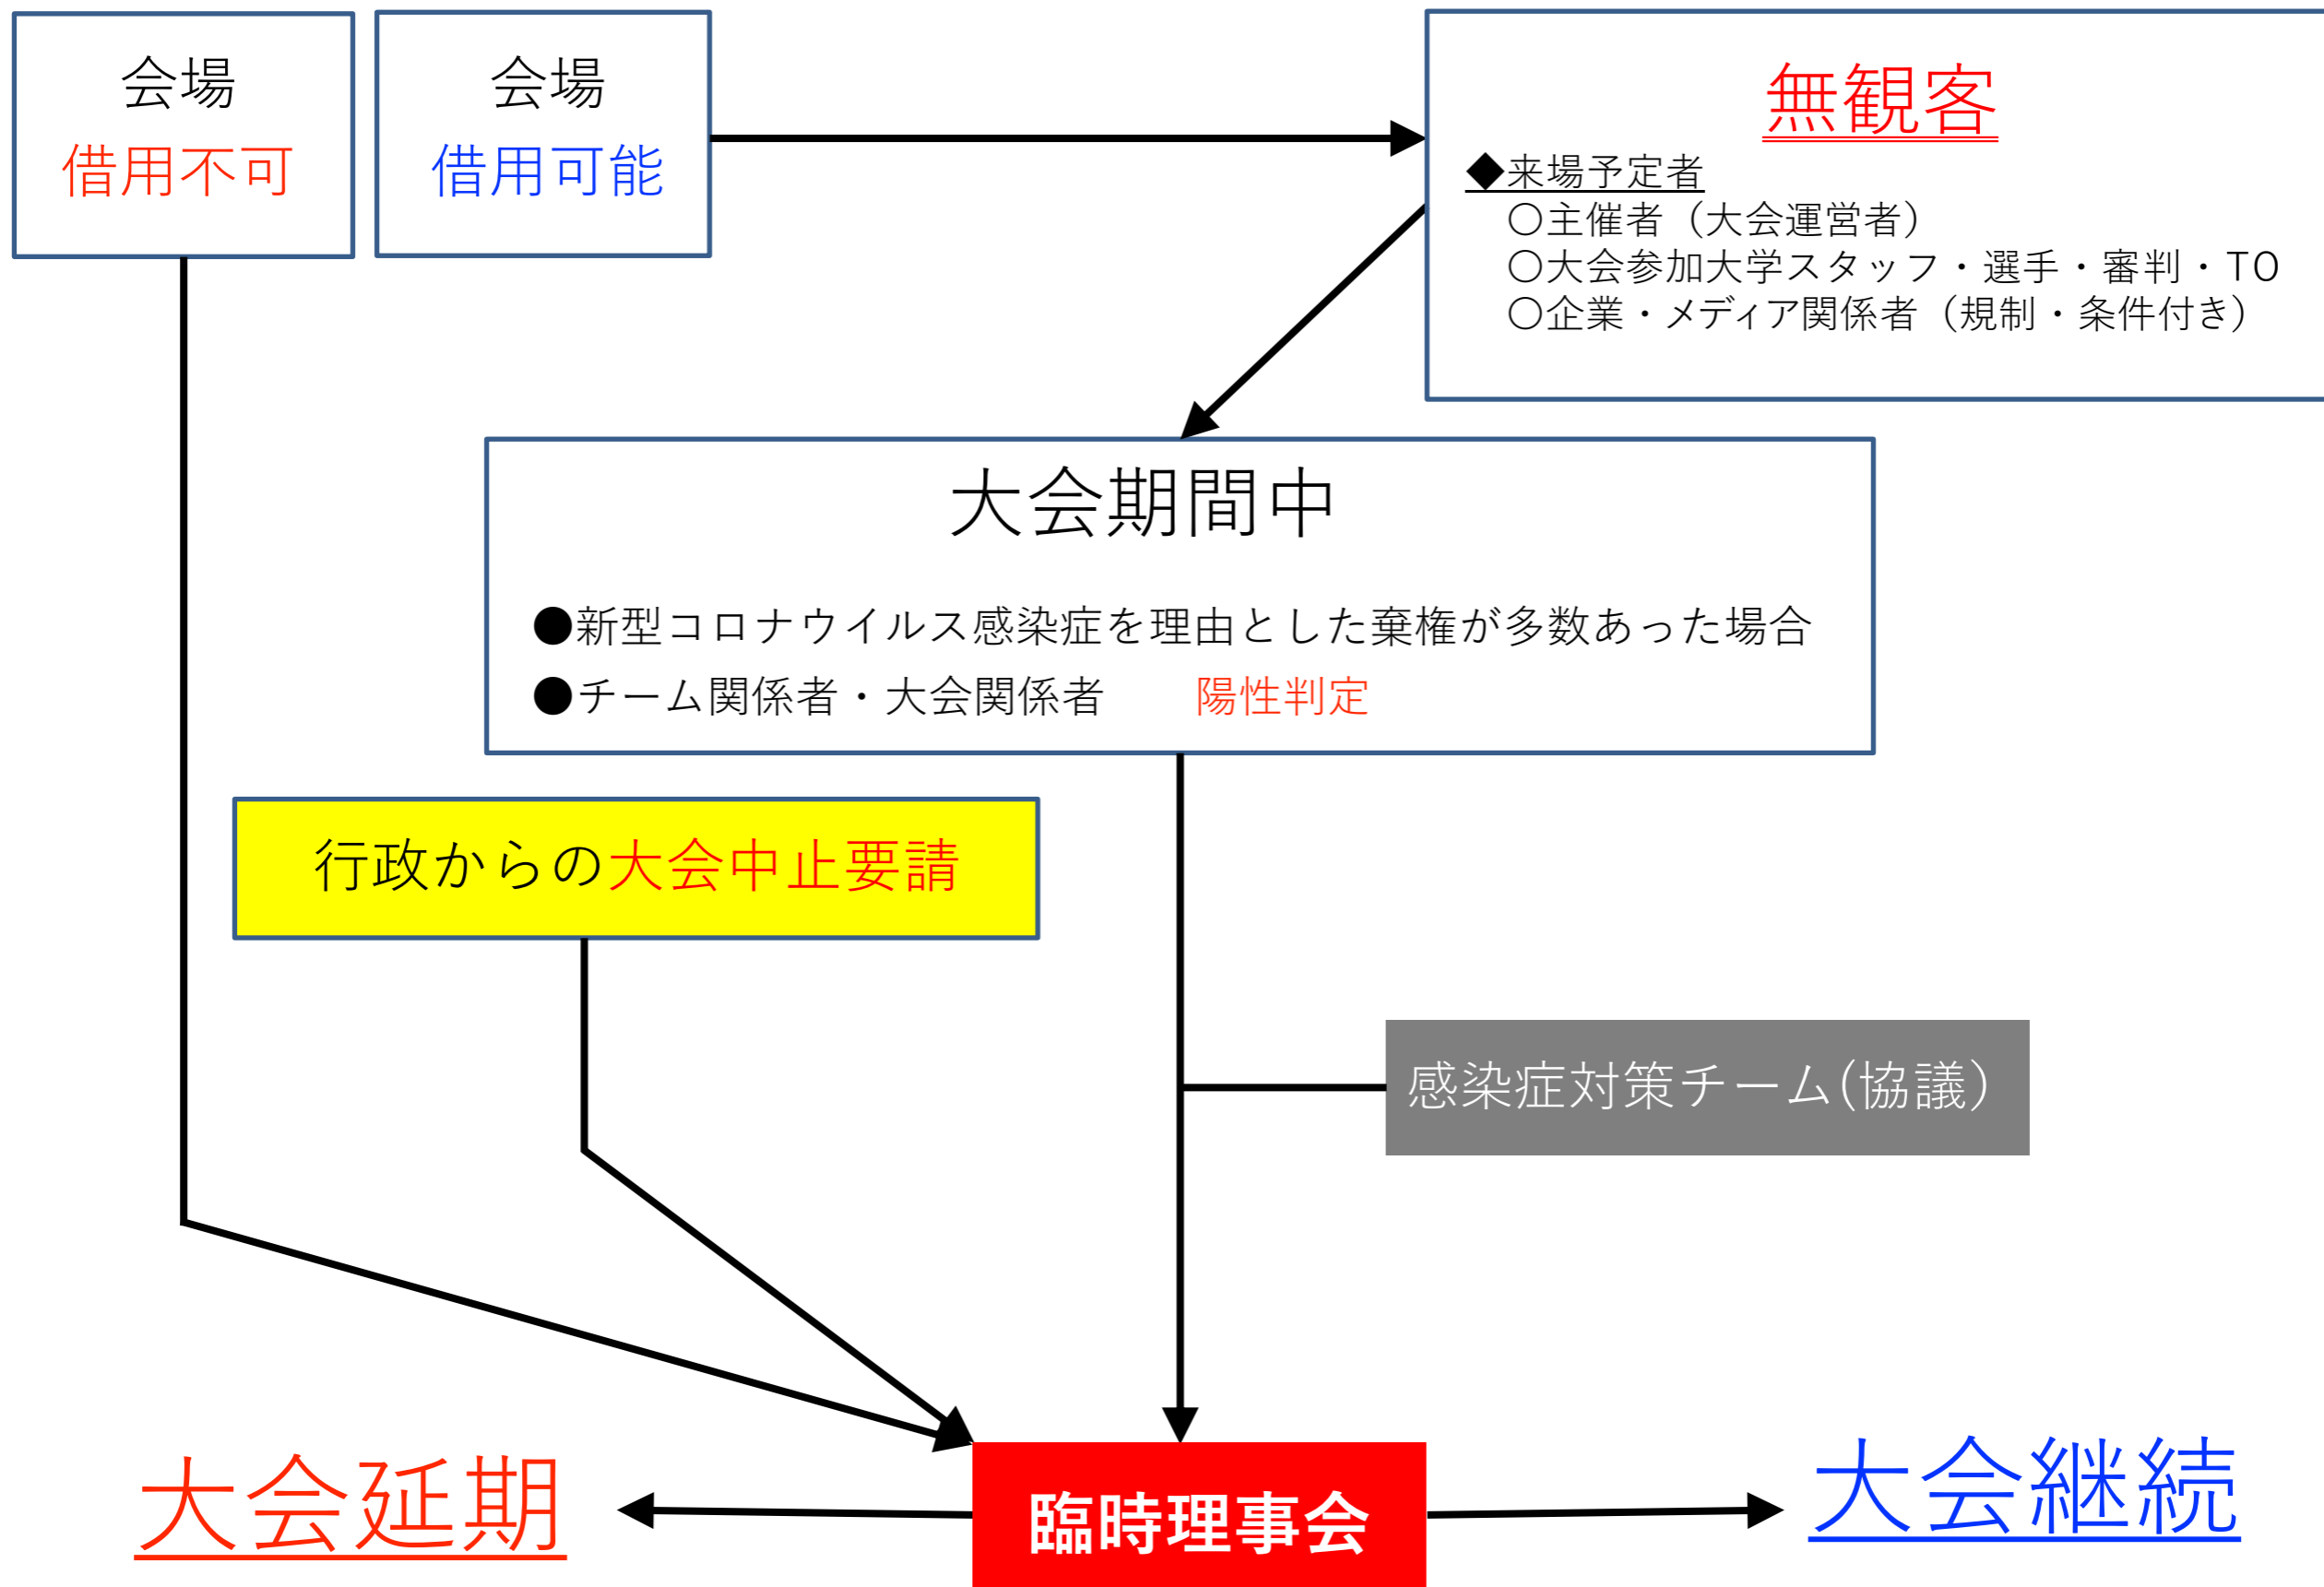 会場
借用不可
会場
借用可能
無観客
◆来場予定者
○主催者（大会運営者）
○大会参加大学スタッフ・選手・審判・TO
○企業・メディア関係者（規制・条件付き）
大会期間中
●新型コロナウイルス感染症を理由とした棄権が多数あった場合
●チーム関係者・大会関係者　　陽性判定
行政からの大会中止要請
感染症対策チーム(協議)
大会延期
臨時理事会
大会継続